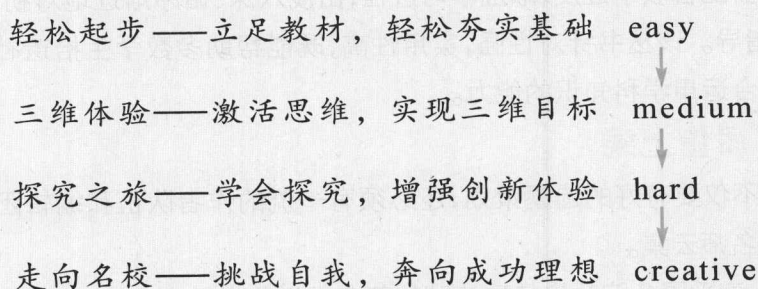 轻松起步——立足教材，轻松夯实基础 easy
三维体验——激活思维，实现三维目标 medium
探究之旅——学会探究，增强创新体验 hard
走向名校——挑战自我，奔向成功理想 creative